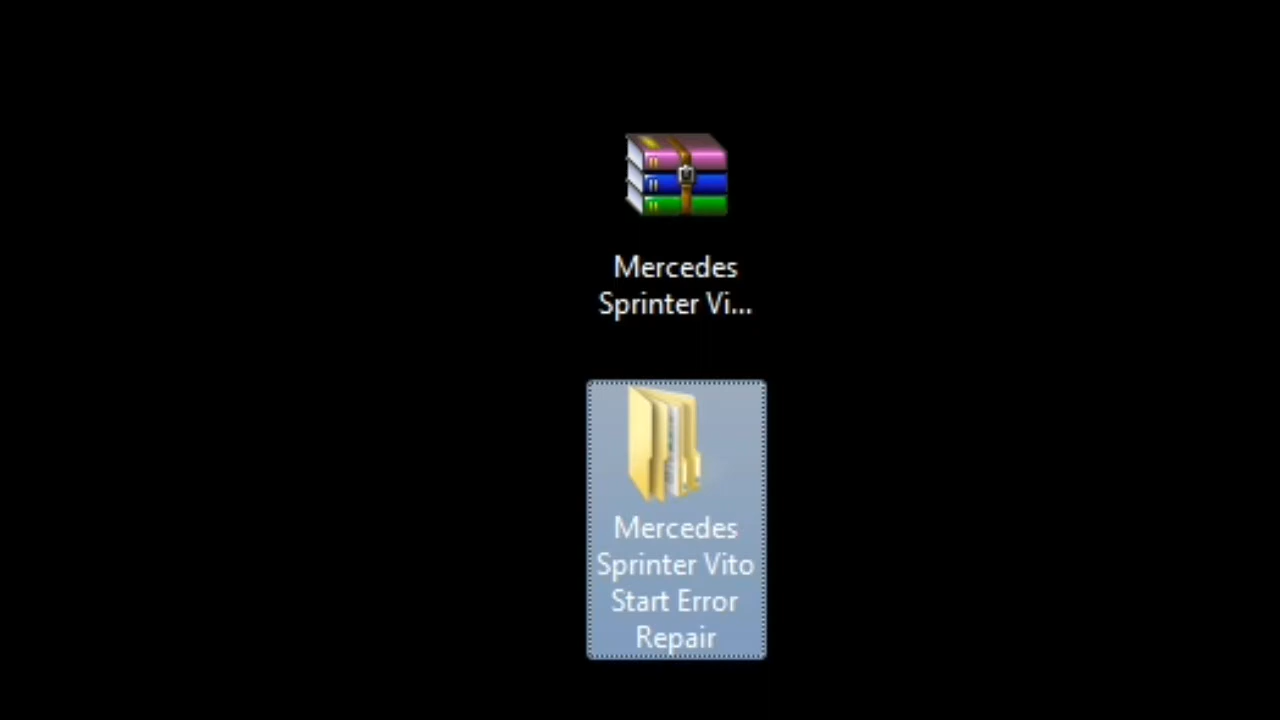 Mercedes
Sprinter Vi...
Mercedes
Sprinter Vito
Start Error
Repair